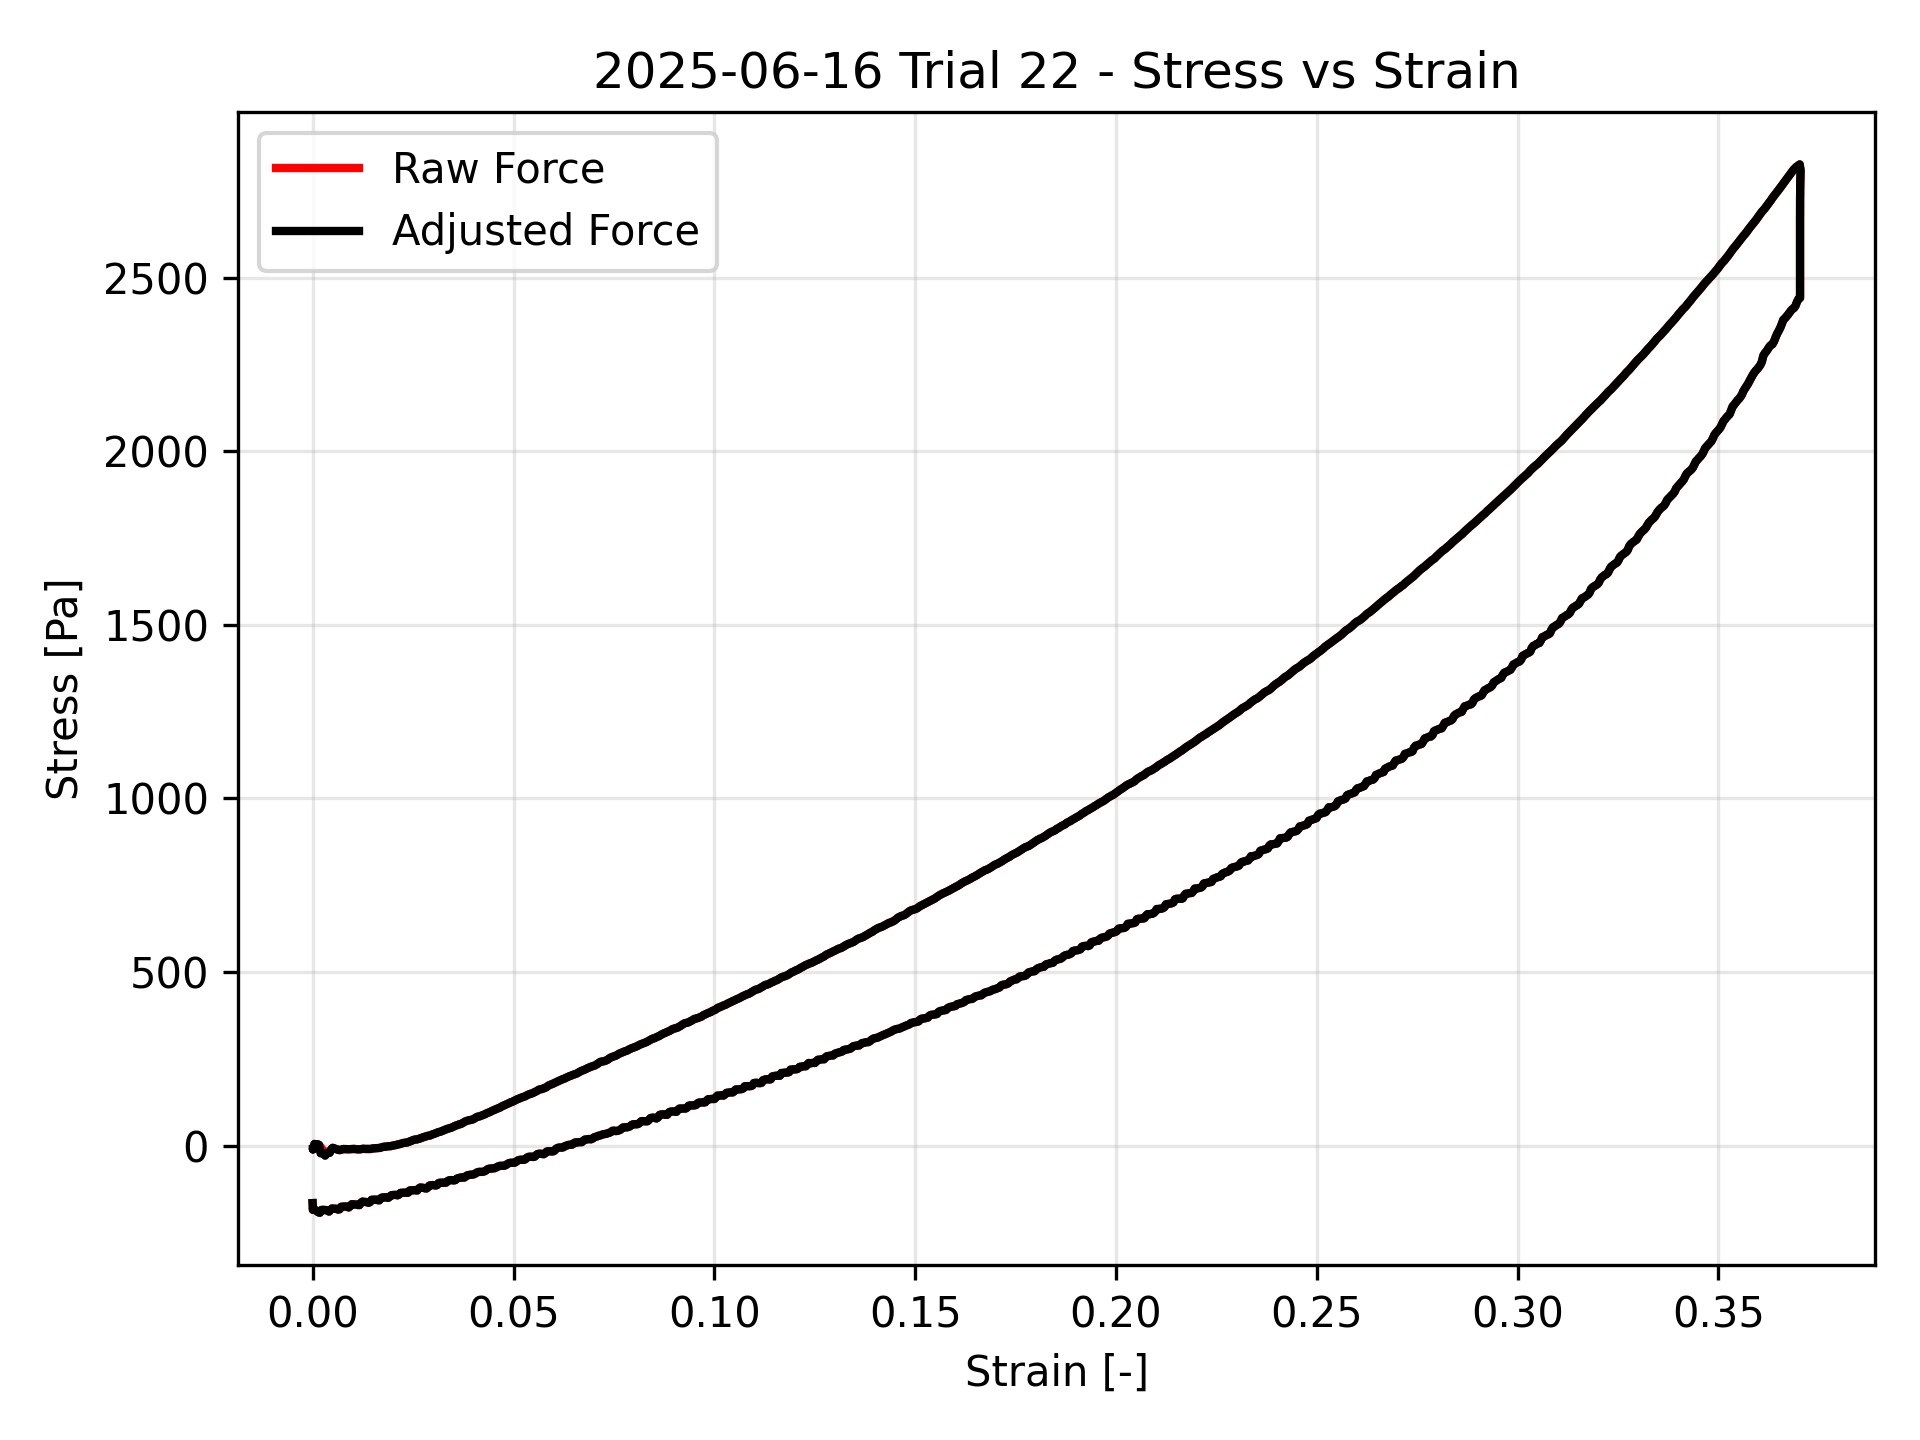 2025-06-16 Trial 22 - Stress vs Strain
Raw Force
Adjusted Force
2500
2000
1500
1000
500
0
Stress [Pa]
0.00 0.05 0.10 0.15 0.20 0.25 0.30 0.35
Strain [-]